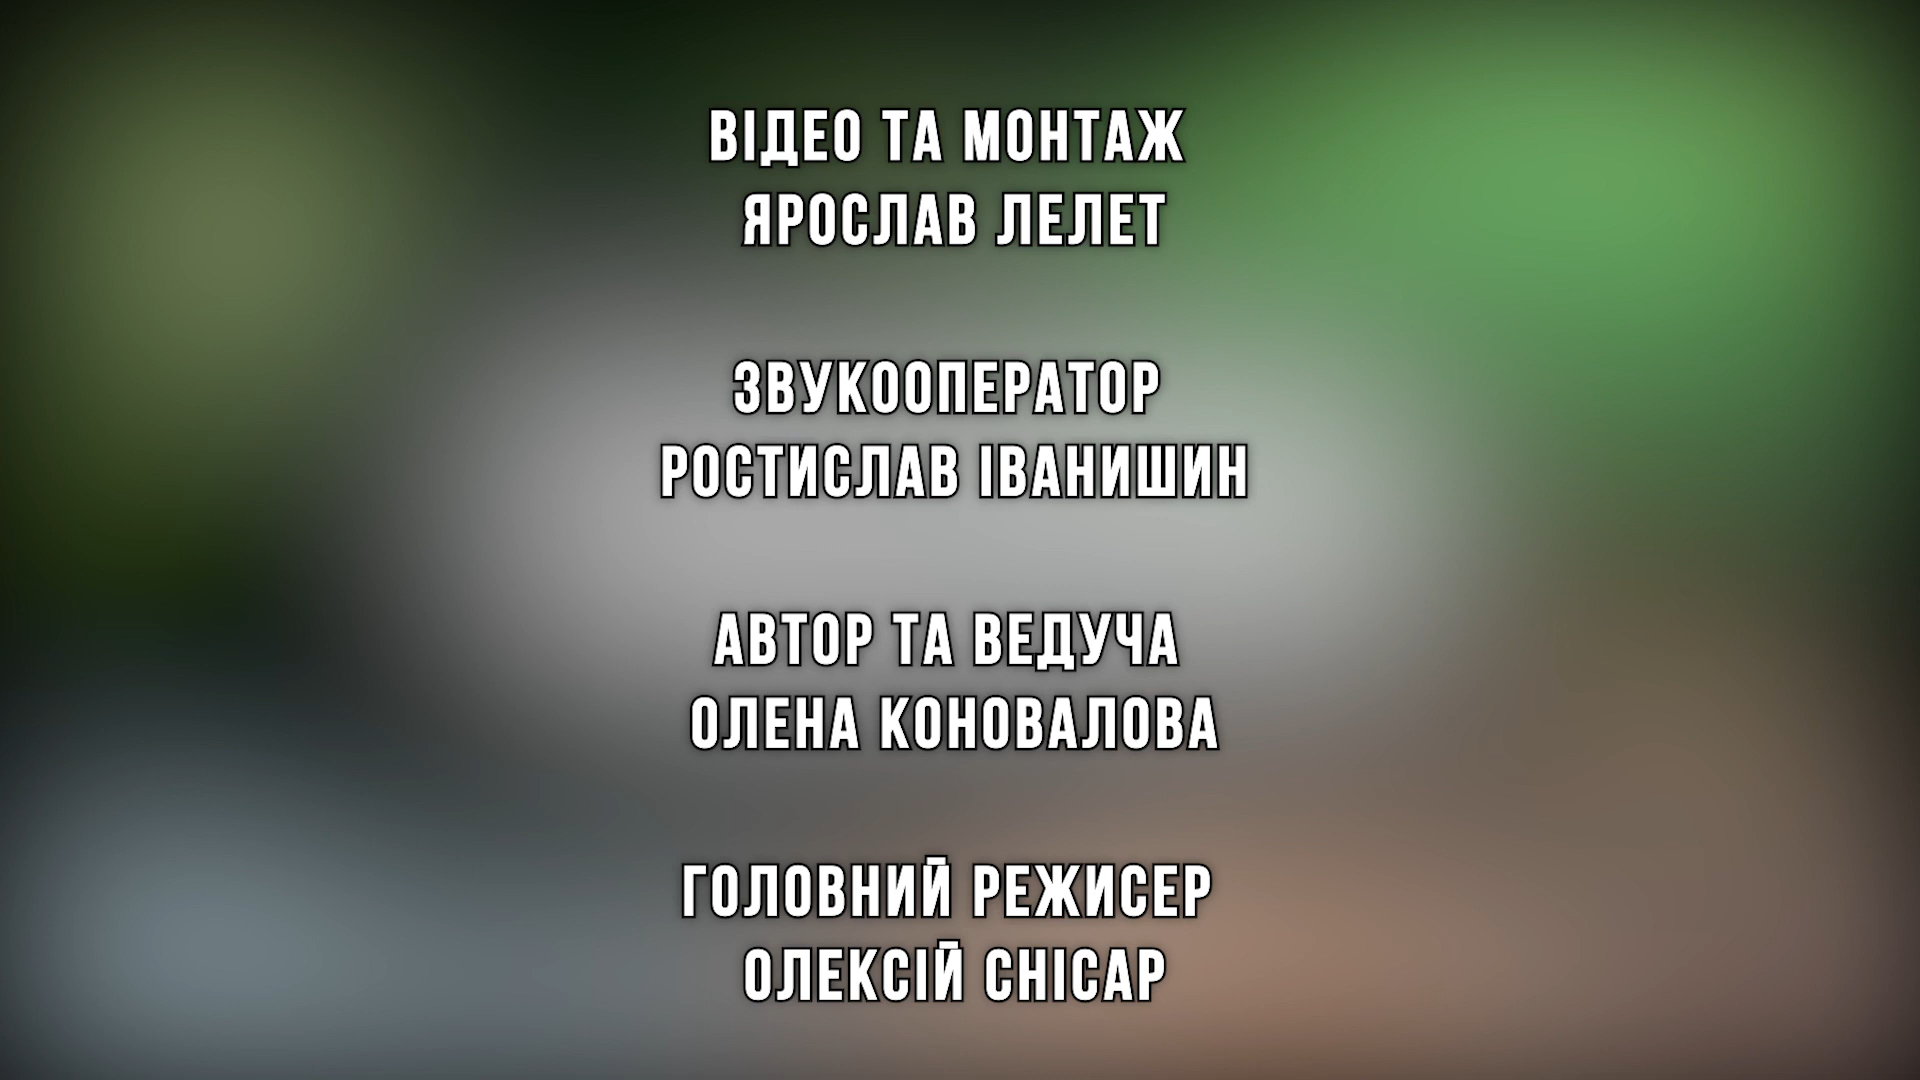 ВІДЕО ТА МОНТАЖ
ЯРОСЛАВ ЛЕЛЕТ
ЗВУКООПЕРАТОР
РОСТИСЛАВ ІВАНИШИН
АВТОР ТА ВЕДУЧА
ОЛЕНА КОНОВАЛОВА
ГОЛОВНИЙ РЕЖИСЕР
ОЛЕКСІЙ СНІСАР